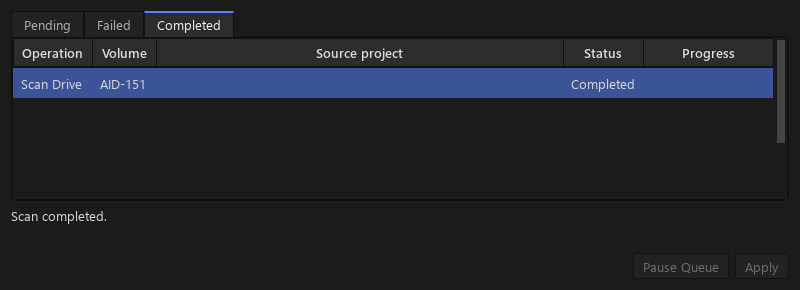 Pending Failed Completed
Operation Volume Source project Status Progress
Scan Drive AID-151 Completed
Scan completed.
Pause Queue Apply